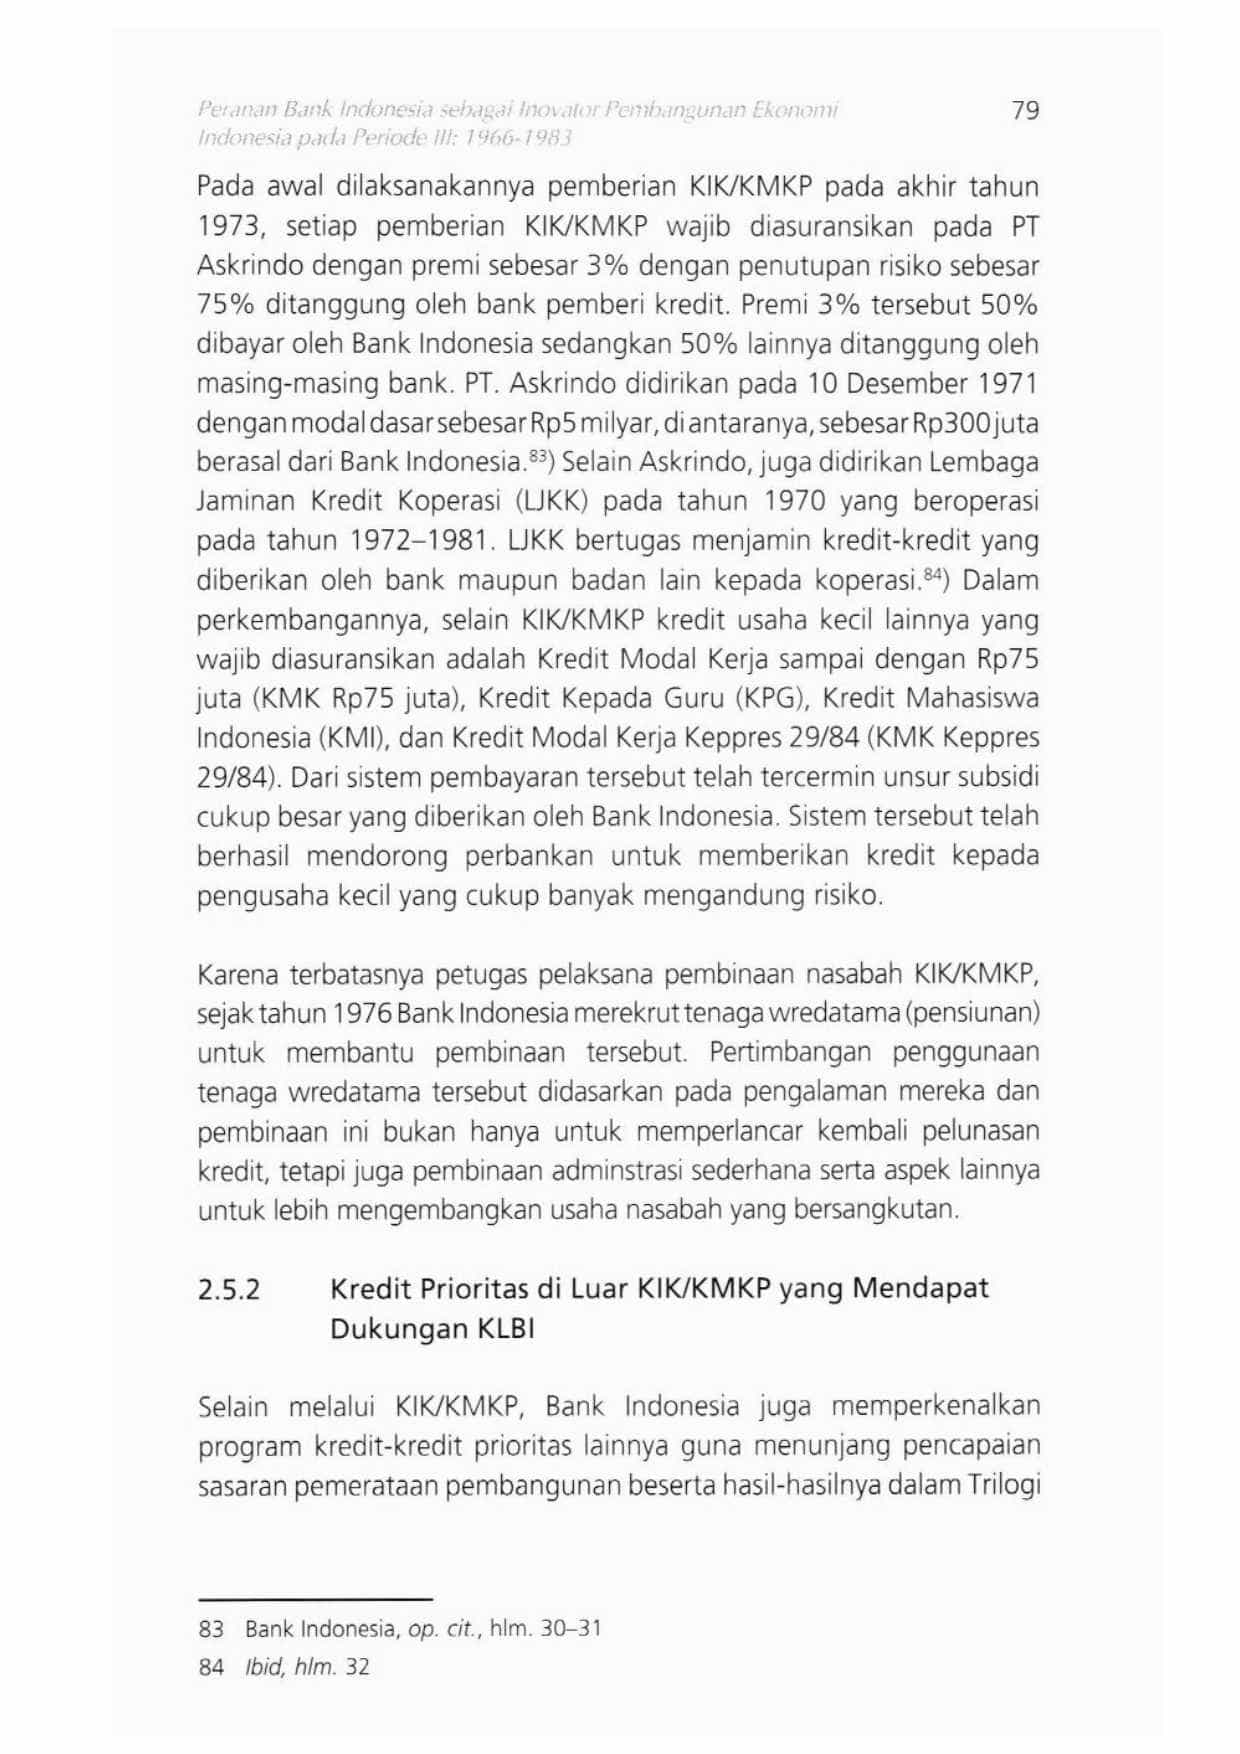 Peranan Bank Indonesia sebagai Inovator Pembangunan Ekonomi
Indonesia pada Periode III: 1966-1983
79
Pada awal dilaksanakannya pemberian KIK/KMKP pada akhir tahun
1973, setiap pemberian KIK/KMKP wajib diasuransikan pada PT
Askrindo dengan premi sebesar 3% dengan penutupan risiko sebesar
75% ditanggung oleh bank pemberi kredit. Premi 3% tersebut 50%
dibayar oleh Bank Indonesia sedangkan 50% lainnya ditanggung oleh
masing-masing bank. PT. Askrindo didirikan pada 10 Desember 1971
dengan modal dasar sebesar Rp5 milyar, di antaranya, sebesar Rp300 juta
berasal dari Bank Indonesia.⁸³) Selain Askrindo, juga didirikan Lembaga
Jaminan Kredit Koperasi (LJKK) pada tahun 1970 yang beroperasi
pada tahun 1972–1981. LJKK bertugas menjamin kredit-kredit yang
diberikan oleh bank maupun badan lain kepada koperasi.⁸⁴) Dalam
perkembangannya, selain KIK/KMKP kredit usaha kecil lainnya yang
wajib diasuransikan adalah Kredit Modal Kerja sampai dengan Rp75
juta (KMK Rp75 juta), Kredit Kepada Guru (KPG), Kredit Mahasiswa
Indonesia (KMI), dan Kredit Modal Kerja Keppres 29/84 (KMK Keppres
29/84). Dari sistem pembayaran tersebut telah tercermin unsur subsidi
cukup besar yang diberikan oleh Bank Indonesia. Sistem tersebut telah
berhasil mendorong perbankan untuk memberikan kredit kepada
pengusaha kecil yang cukup banyak mengandung risiko.
Karena terbatasnya petugas pelaksana pembinaan nasabah KIK/KMKP,
sejak tahun 1976 Bank Indonesia merekrut tenaga wredatama (pensiunan)
untuk membantu pembinaan tersebut. Pertimbangan penggunaan
tenaga wredatama tersebut didasarkan pada pengalaman mereka dan
pembinaan ini bukan hanya untuk memperlancar kembali pelunasan
kredit, tetapi juga pembinaan adminstrasi sederhana serta aspek lainnya
untuk lebih mengembangkan usaha nasabah yang bersangkutan.
2.5.2 Kredit Prioritas di Luar KIK/KMKP yang Mendapat
Dukungan KLBI
Selain melalui KIK/KMKP, Bank Indonesia juga memperkenalkan
program kredit-kredit prioritas lainnya guna menunjang pencapaian
sasaran pemerataan pembangunan beserta hasil-hasilnya dalam Trilogi
83 Bank Indonesia, op. cit., hlm. 30–31
84 Ibid, hlm. 32